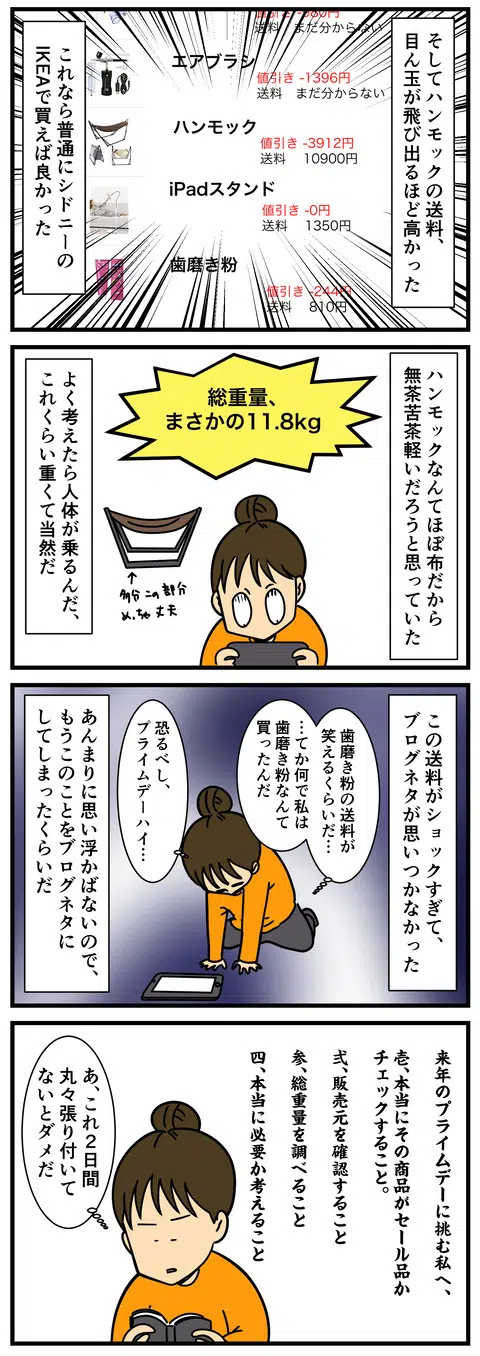 そしてハンモックの送料、
目ん玉が飛び出るほど高かった
送料 まだ分からない
エアブラシ
値引き -1396円
送料 まだ分からない
ハンモック
値引き -3912円
送料 10900円
iPadスタンド
値引き -0円
送料 1350円
歯磨き粉
値引き -244円
送料 810円
これなら普通にシドニーの
IKEAで買えば良かった
ハンモックなんてほぼ布だから
無茶苦茶軽いだろうと思っていた
総重量、
まさかの11.8kg
多分この部分
めっちゃ丈夫
よく考えたら人体が乗るんだ、
これくらい重くて当然だ
この送料がショックすぎて、
ブログネタが思いつかなかった
歯磨き粉の送料が
笑えるくらいだ…
…てか何で私は
歯磨き粉なんて
買ったんだ
恐るべし、
プライムデーハイ…
あんまりに思い浮かばないので、
もうこのことをブログネタに
してしまったくらいだ
来年のプライムデーに挑む私へ、
壱、本当にその商品がセール品か
チェックすること。
弐、販売元を確認すること
参、総重量を調べること
四、本当に必要か考えること
あ、これ2日間
丸々張り付いて
ないとダメだ